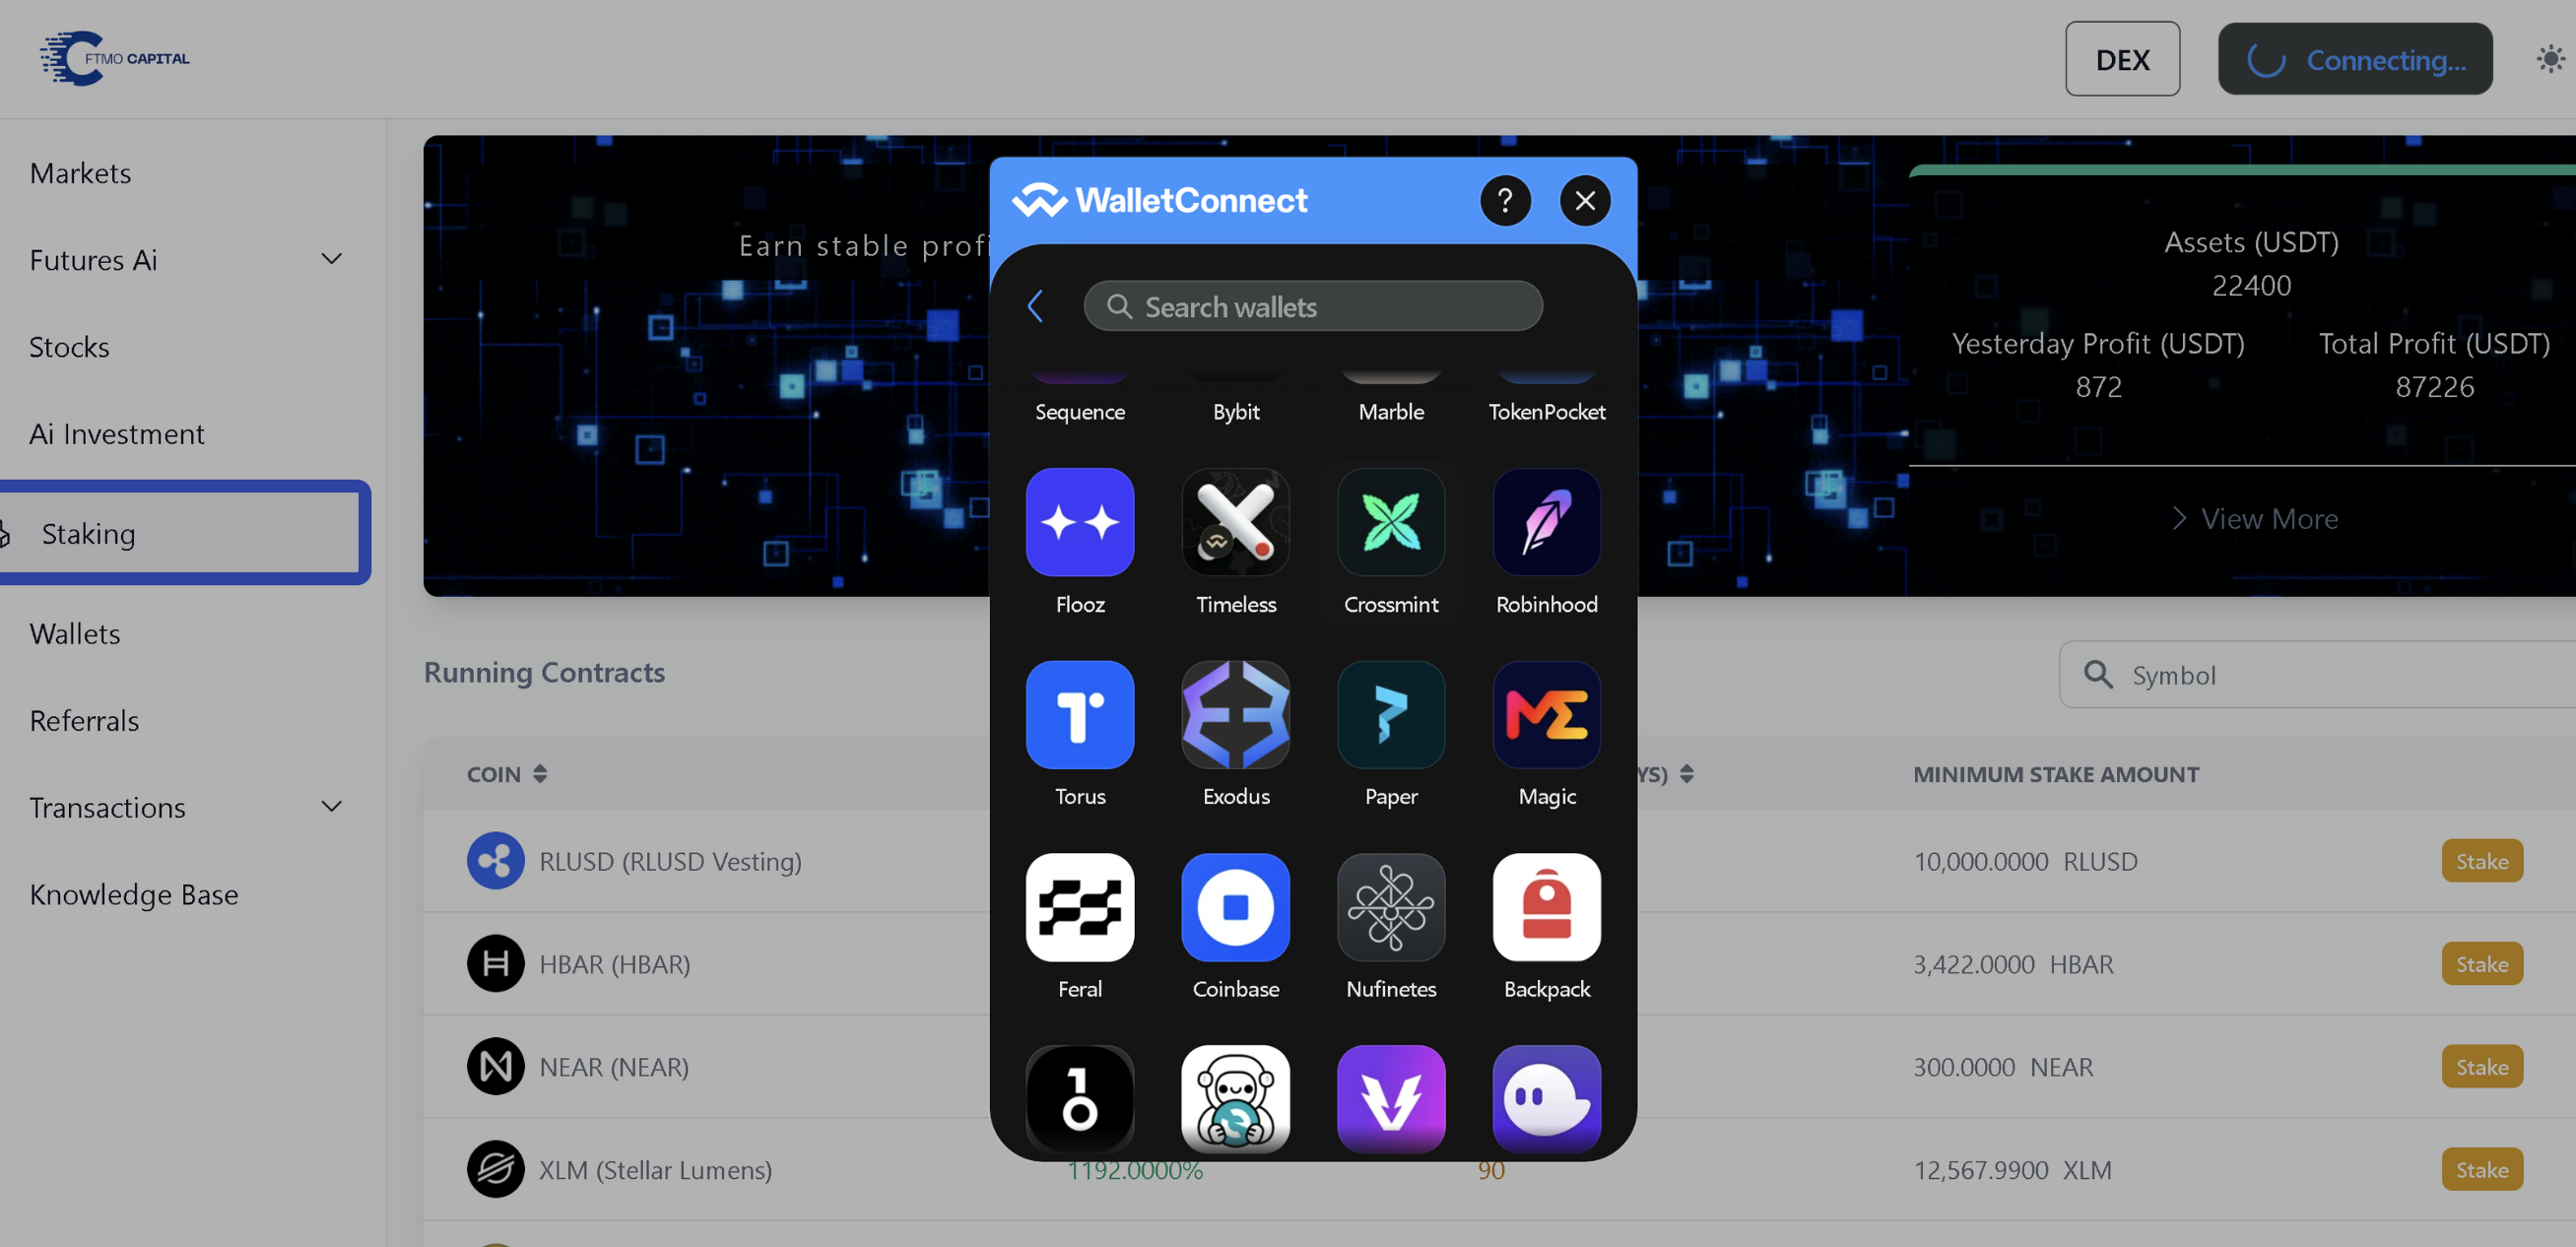 FTMO CAPITAL
DEX
Connecting...
Markets
Futures Ai
Stocks
Ai Investment
Staking
Wallets
Referrals
Transactions
Knowledge Base
Earn stable profi
WalletConnect
?
Search wallets
Sequence Bybit Marble TokenPocket
Flooz Timeless Crossmint Robinhood
Torus Exodus Paper Magic
Feral Coinbase Nufinetes Backpack
Assets (USDT)
22400
Yesterday Profit (USDT) Total Profit (USDT)
872 87226
View More
Running Contracts
Symbol
COIN YS) MINIMUM STAKE AMOUNT
RLUSD (RLUSD Vesting) 10,000.0000 RLUSD Stake
HBAR (HBAR) 3,422.0000 HBAR Stake
NEAR (NEAR) 300.0000 NEAR Stake
XLM (Stellar Lumens) 1192.0000% 90 12,567.9900 XLM Stake